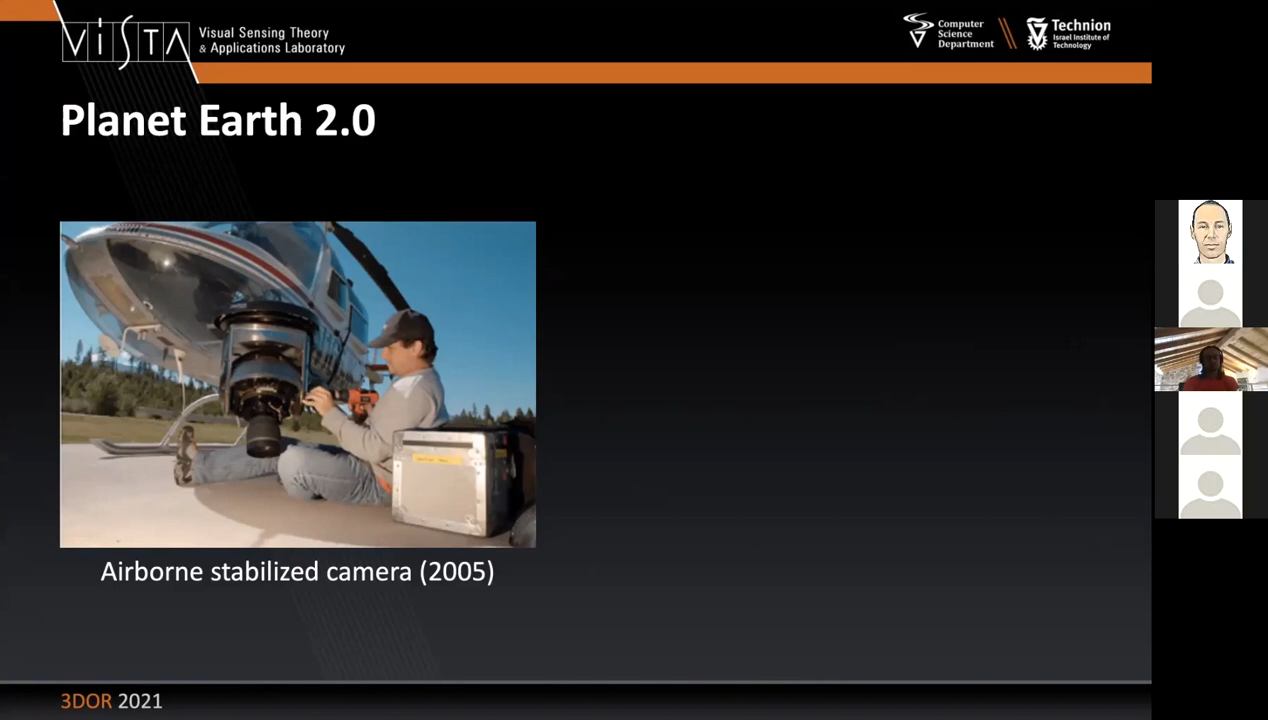 ViSTA
Visual Sensing Theory
& Applications Laboratory
Computer
Science
Department
Technion
Israel Institute of
Technology
Planet Earth 2.0
Airborne stabilized camera (2005)
3DOR 2021